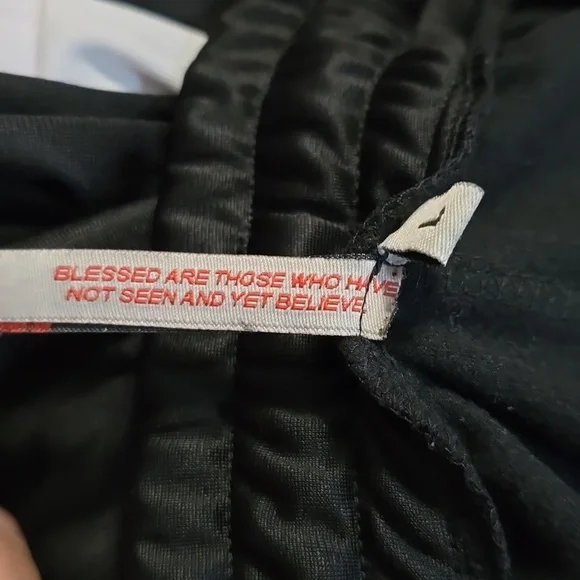 BLESSED ARE THOSE WHO HAVE
NOT SEEN AND YET BELIEVE